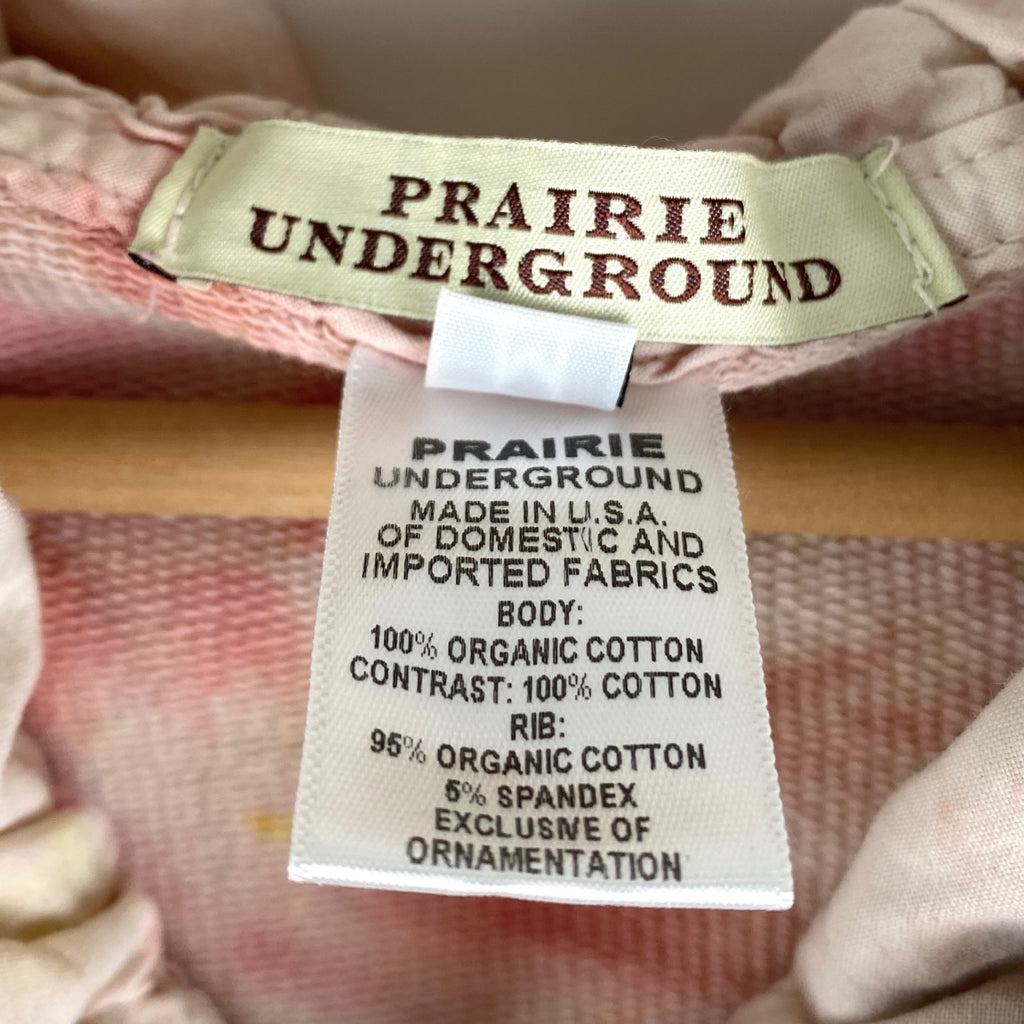 PRAIRIE
UNDERGROUND
PRAIRIE
UNDERGROUND
MADE IN U.S.A.
OF DOMESTIC AND
IMPORTED FABRICS
BODY:
100% ORGANIC COTTON
CONTRAST: 100% COTTON
RIB:
95% ORGANIC COTTON
5% SPANDEX
EXCLUSIVE OF
ORNAMENTATION